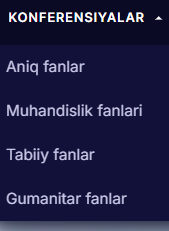 KONFERENSIYALAR
Aniq fanlar
Muhandislik fanlari
Tabiiy fanlar
Gumanitar fanlar